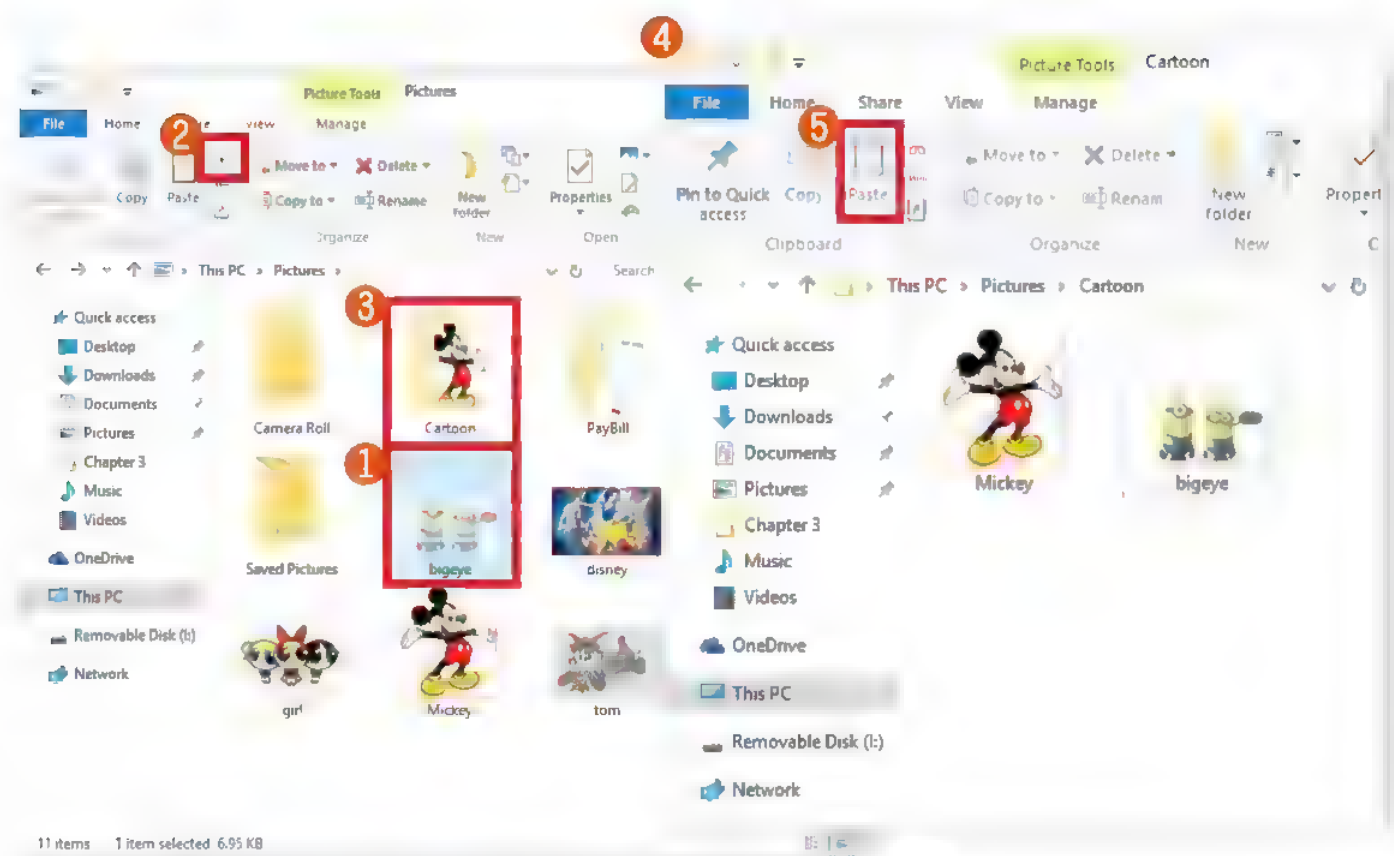 4
Picture Tools Pictures
File Home View Manage
2
Copy Paste
Move to Delete
Copy to Rename
New folder
Properties
Organize New Open
This PC > Pictures >
Search
Quick access
Desktop
Downloads
Documents
Pictures
Chapter 3
Music
Videos
OneDrive
This PC
Removable Disk (I:)
Network
3
Camera Roll Cartoon PayBill
1
Saved Pictures bigeye disney
girl Mickey tom
11 items 1 item selected 6.95 KB
Picture Tools Cartoon
File Home Share View Manage
5
Pin to Quick access
Copy Paste
Move to Delete
Copy to Renam
New folder
Propert
Clipboard Organize New
This PC > Pictures > Cartoon
Quick access
Desktop
Downloads
Documents
Pictures
Chapter 3
Music
Videos
OneDrive
This PC
Removable Disk (I:)
Network
Mickey bigeye